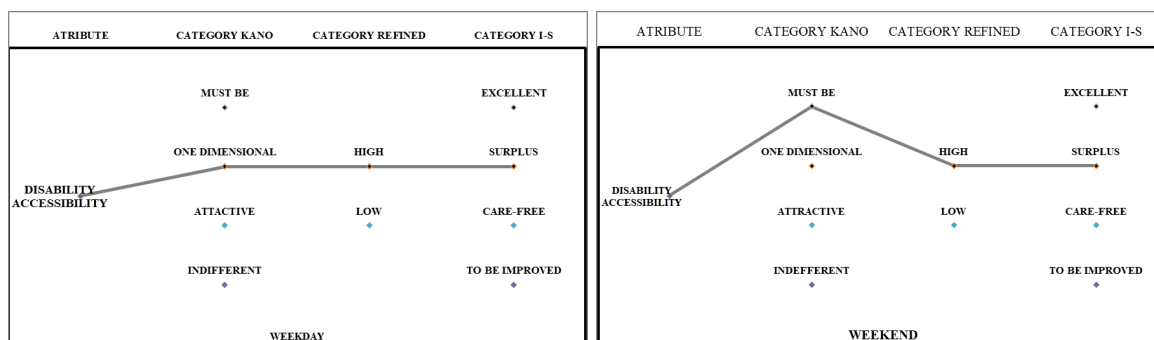 ATRIBUTE CATEGORY KANO CATEGORY REFINED CATEGORY I-S
MUST BE EXCELLENT
ONE DIMENSIONAL HIGH SURPLUS
DISABILITY
ACCESSIBILITY
ATTACTIVE LOW CARE-FREE
INDIFFERENT TO BE IMPROVED
WEEKDAY
ATRIBUTE CATEGORY KANO CATEGORY REFINED CATEGORY I-S
MUST BE EXCELLENT
ONE DIMENSIONAL HIGH SURPLUS
DISABILITY
ACCESSIBILITY
ATTRACTIVE LOW CARE-FREE
INDEFFERENT TO BE IMPROVED
WEEKEND